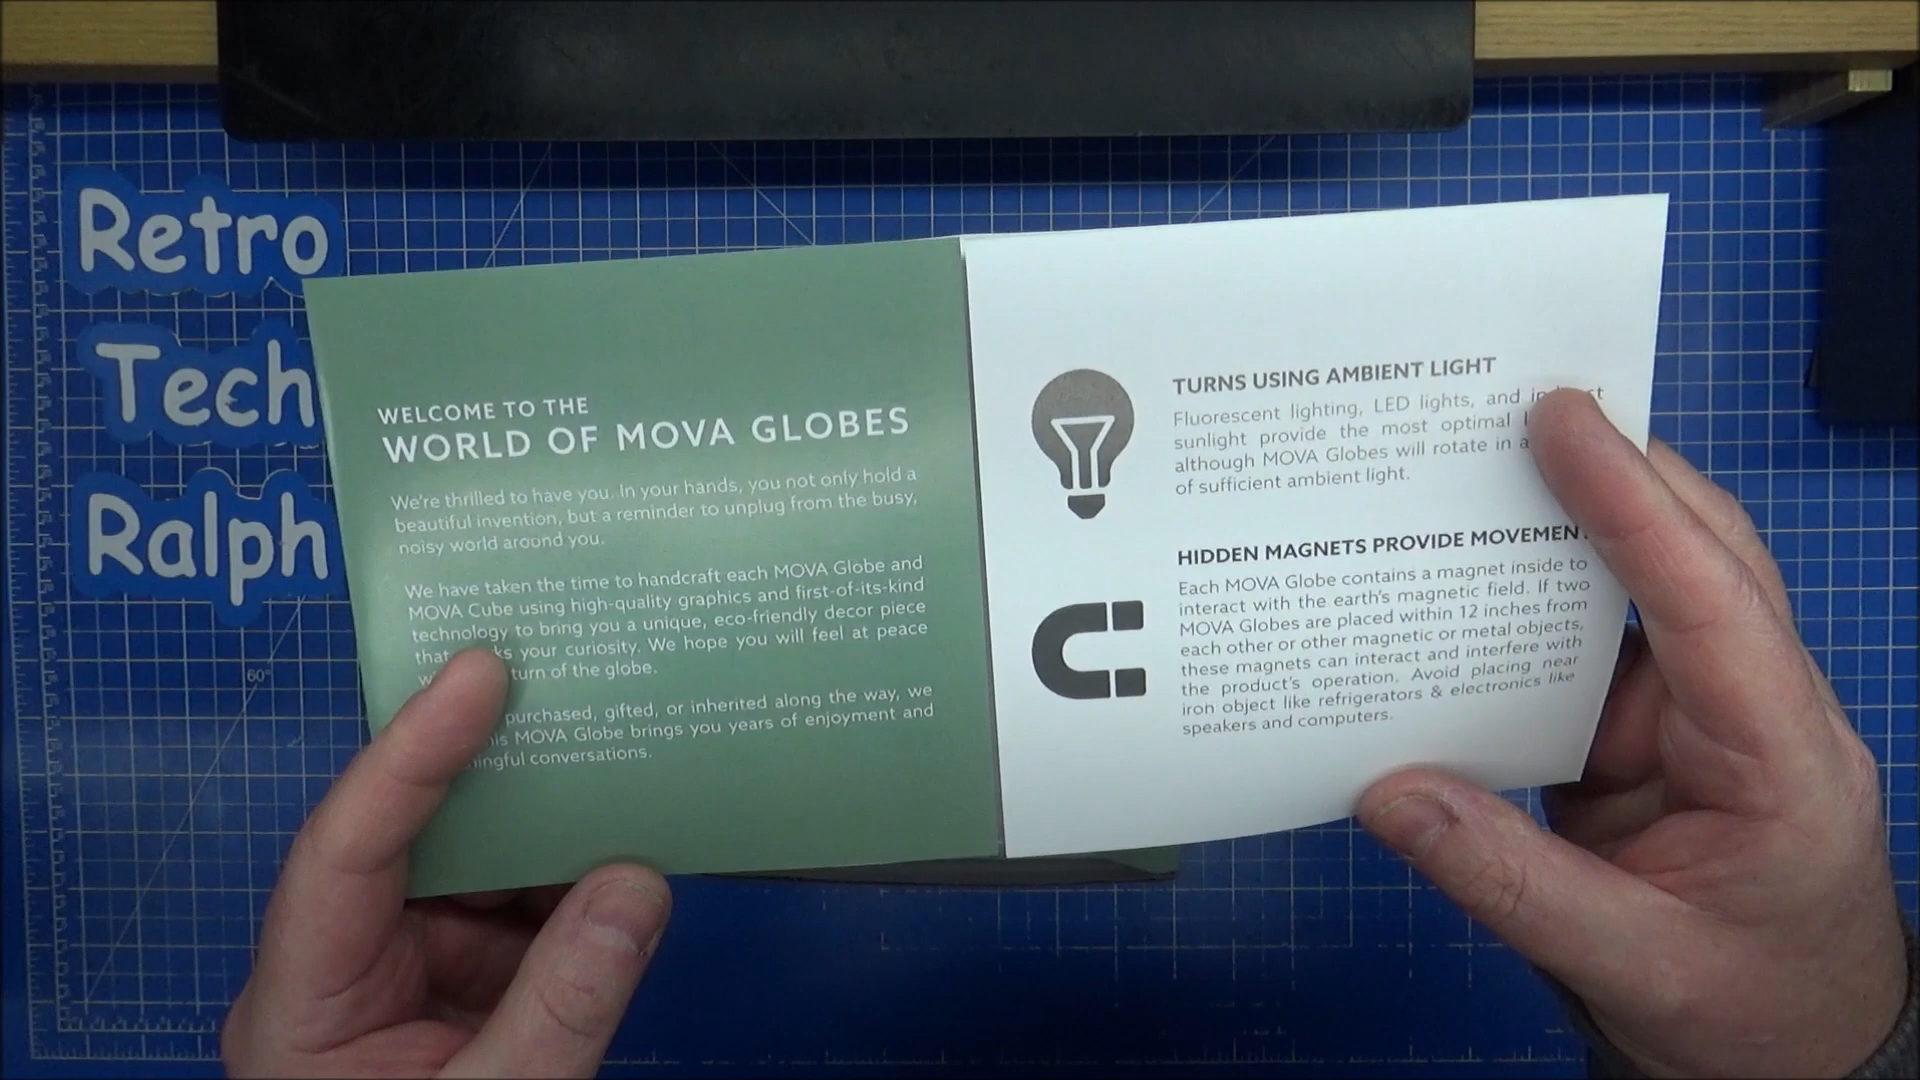 Retro
Tech
Ralph
WELCOME TO THE
WORLD OF MOVA GLOBES
We're thrilled to have you. In your hands, you not only hold a
beautiful invention, but a reminder to unplug from the busy,
noisy world around you.
We have taken the time to handcraft each MOVA Globe and
MOVA Cube using high-quality graphics and first-of-its-kind
technology to bring you a unique, eco-friendly decor piece
that your curiosity. We hope you will feel at peace
turn of the globe.
purchased, gifted, or inherited along the way, we
MOVA Globe brings you years of enjoyment and
conversations.
TURNS USING AMBIENT LIGHT
Fluorescent lighting, LED lights, and
sunlight provide the most optimal
although MOVA Globes will rotate in
of sufficient ambient light.
HIDDEN MAGNETS PROVIDE MOVEMENT
Each MOVA Globe contains a magnet inside to
interact with the earth's magnetic field. If two
MOVA Globes are placed within 12 inches from
each other or other magnetic or metal objects,
these magnets can interact and interfere with
the product's operation. Avoid placing near
iron object like refrigerators & electronics like
speakers and computers.
60°